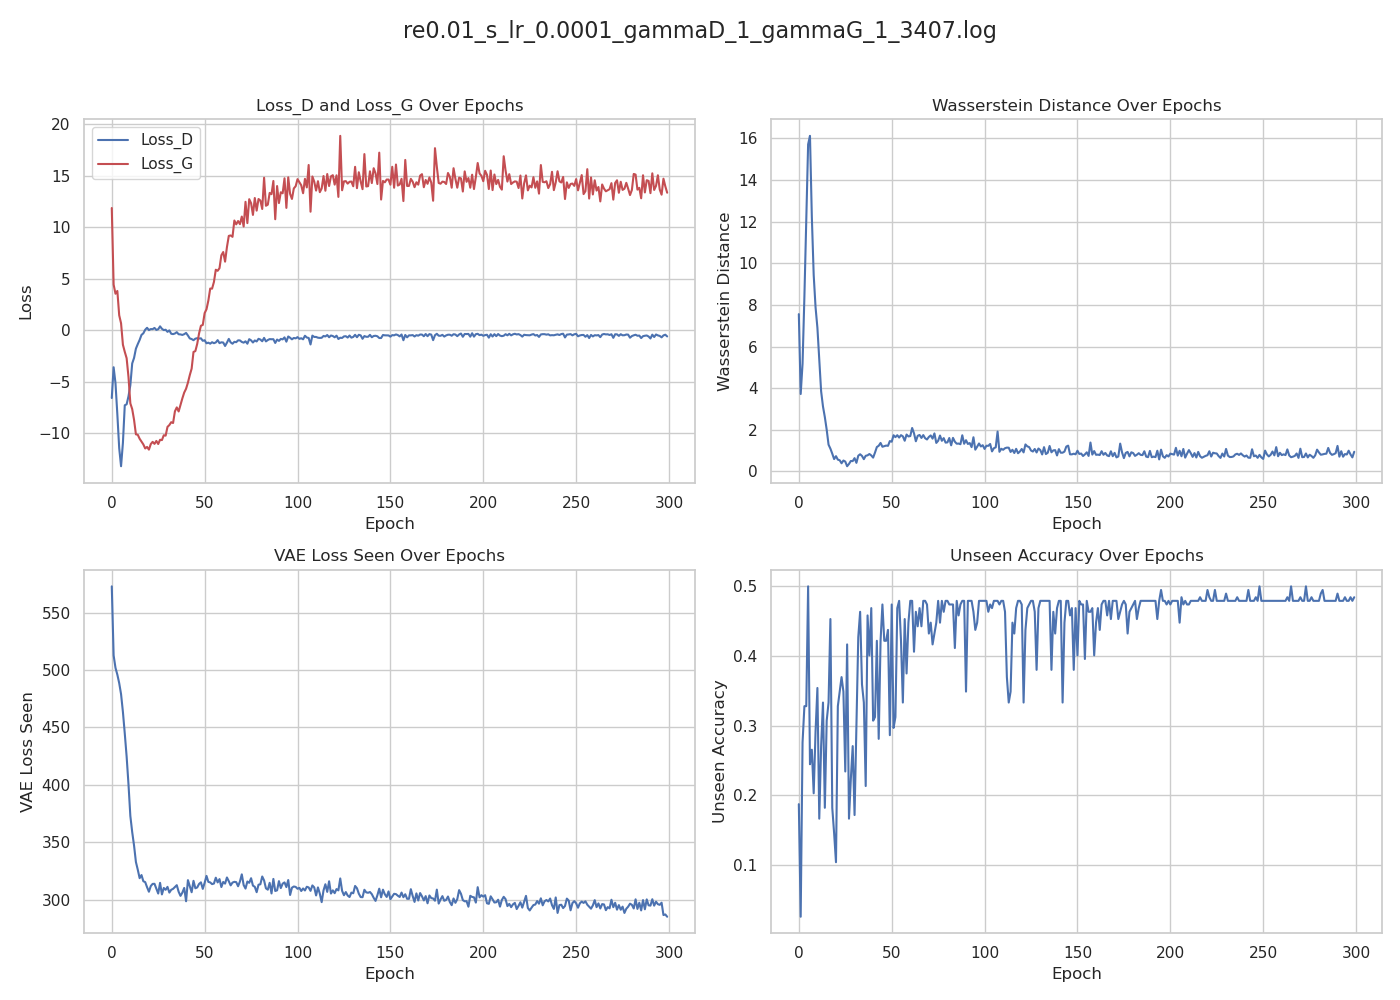 re0.01_s_lr_0.0001_gammaD_1_gammaG_1_3407.log
Loss_D and Loss_G Over Epochs
Loss_D
Loss_G
20
15
10
5
0
−5
−10
Loss
0 50 100 150 200 250 300
Epoch
Wasserstein Distance Over Epochs
16
14
12
10
8
6
4
2
0
Wasserstein Distance
0 50 100 150 200 250 300
Epoch
VAE Loss Seen Over Epochs
550
500
450
400
350
300
VAE Loss Seen
0 50 100 150 200 250 300
Epoch
Unseen Accuracy Over Epochs
0.5
0.4
0.3
0.2
0.1
Unseen Accuracy
0 50 100 150 200 250 300
Epoch